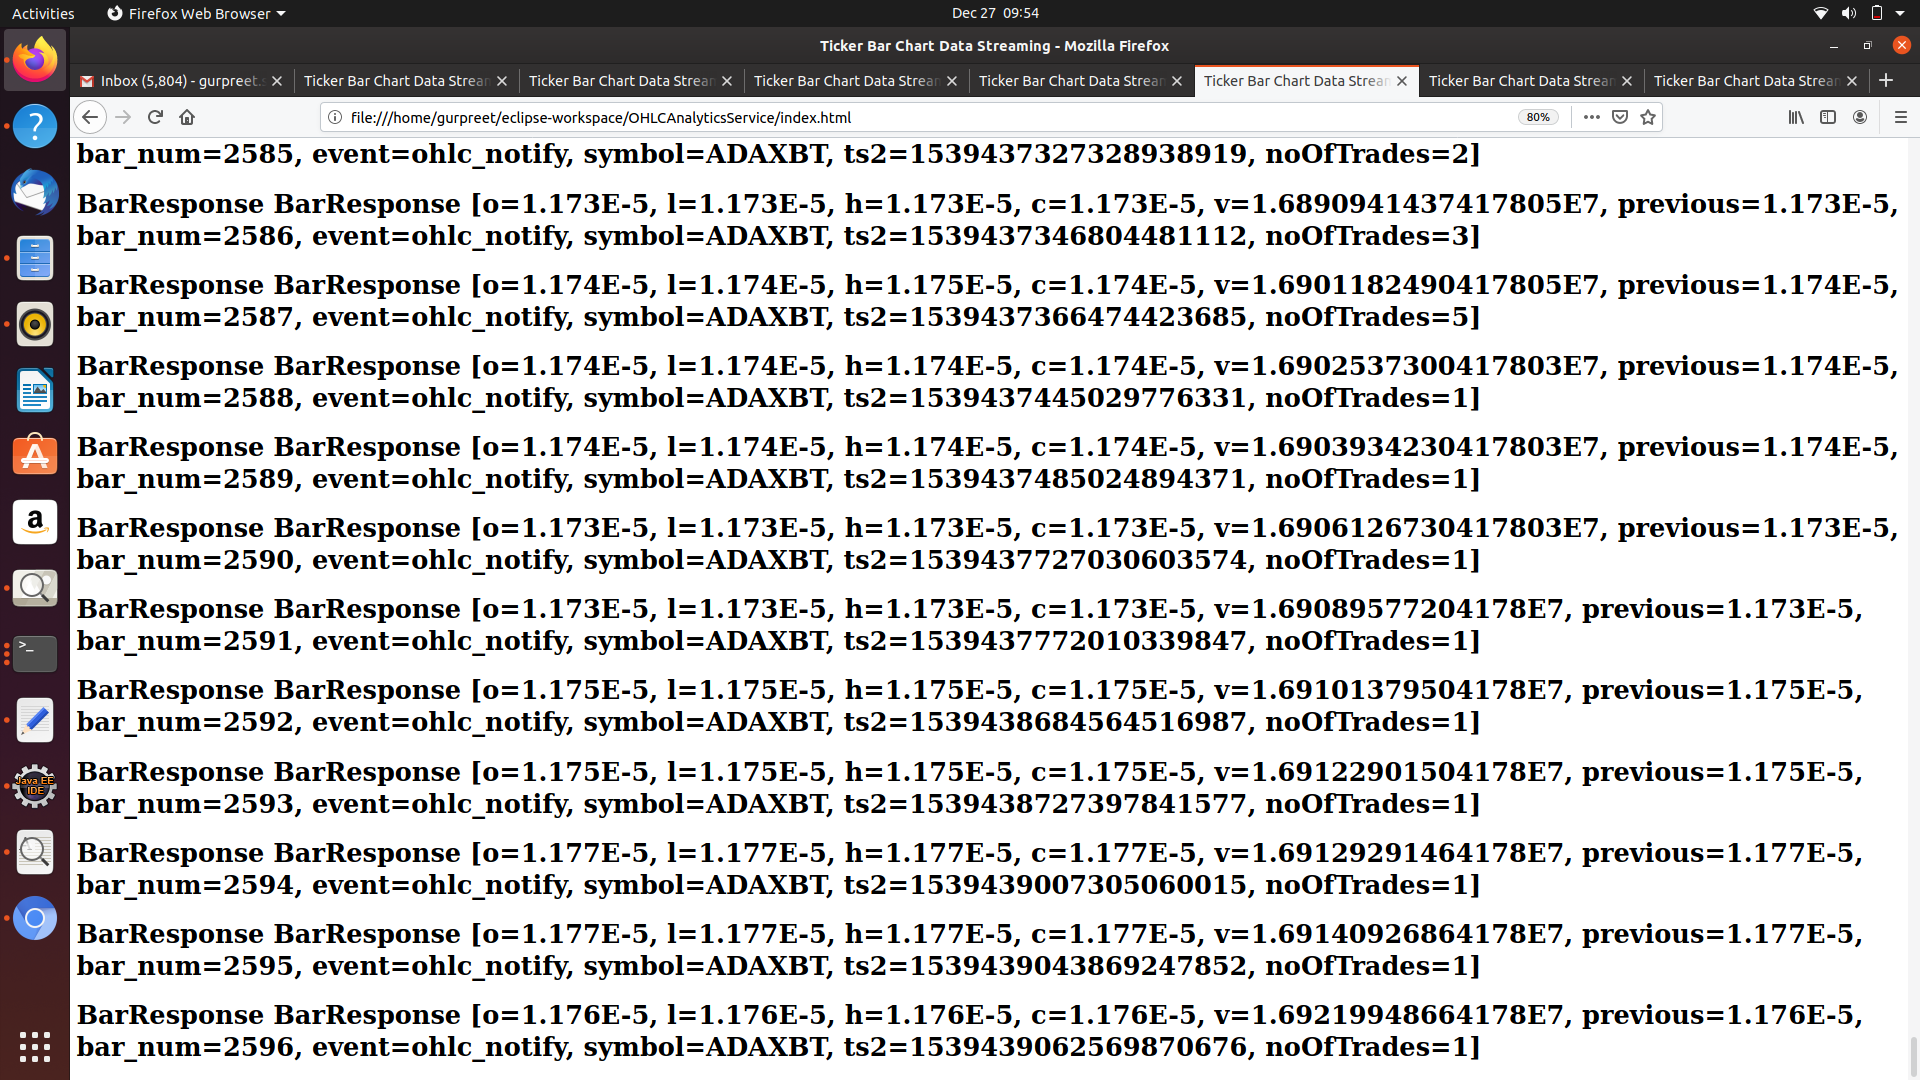 Activities
Firefox Web Browser
Dec 27 09:54
Ticker Bar Chart Data Streaming - Mozilla Firefox
Inbox (5,804) - gurpreet.
Ticker Bar Chart Data Strea
Ticker Bar Chart Data Strea
Ticker Bar Chart Data Strea
Ticker Bar Chart Data Strea
Ticker Bar Chart Data Strea
Ticker Bar Chart Data Strea
Ticker Bar Chart Data Strea
file:///home/gurpreet/eclipse-workspace/OHLCAnalyticsService/index.html
80%
bar_num=2585, event=ohlc_notify, symbol=ADAXBT, ts2=1539437327328938919, noOfTrades=2]
BarResponse BarResponse [o=1.173E-5, l=1.173E-5, h=1.173E-5, c=1.173E-5, v=1.6890941437417805E7, previous=1.173E-5,
bar_num=2586, event=ohlc_notify, symbol=ADAXBT, ts2=1539437346804481112, noOfTrades=3]
BarResponse BarResponse [o=1.174E-5, l=1.174E-5, h=1.175E-5, c=1.174E-5, v=1.6901182490417805E7, previous=1.174E-5,
bar_num=2587, event=ohlc_notify, symbol=ADAXBT, ts2=1539437366474423685, noOfTrades=5]
BarResponse BarResponse [o=1.174E-5, l=1.174E-5, h=1.174E-5, c=1.174E-5, v=1.6902537300417803E7, previous=1.174E-5,
bar_num=2588, event=ohlc_notify, symbol=ADAXBT, ts2=1539437445029776331, noOfTrades=1]
BarResponse BarResponse [o=1.174E-5, l=1.174E-5, h=1.174E-5, c=1.174E-5, v=1.6903934230417803E7, previous=1.174E-5,
bar_num=2589, event=ohlc_notify, symbol=ADAXBT, ts2=1539437485024894371, noOfTrades=1]
BarResponse BarResponse [o=1.173E-5, l=1.173E-5, h=1.173E-5, c=1.173E-5, v=1.6906126730417803E7, previous=1.173E-5,
bar_num=2590, event=ohlc_notify, symbol=ADAXBT, ts2=1539437727030603574, noOfTrades=1]
BarResponse BarResponse [o=1.173E-5, l=1.173E-5, h=1.173E-5, c=1.173E-5, v=1.69089577204178E7, previous=1.173E-5,
bar_num=2591, event=ohlc_notify, symbol=ADAXBT, ts2=1539437772010339847, noOfTrades=1]
BarResponse BarResponse [o=1.175E-5, l=1.175E-5, h=1.175E-5, c=1.175E-5, v=1.69101379504178E7, previous=1.175E-5,
bar_num=2592, event=ohlc_notify, symbol=ADAXBT, ts2=1539438684564516987, noOfTrades=1]
BarResponse BarResponse [o=1.175E-5, l=1.175E-5, h=1.175E-5, c=1.175E-5, v=1.69122901504178E7, previous=1.175E-5,
bar_num=2593, event=ohlc_notify, symbol=ADAXBT, ts2=1539438727397841577, noOfTrades=1]
BarResponse BarResponse [o=1.177E-5, l=1.177E-5, h=1.177E-5, c=1.177E-5, v=1.69129291464178E7, previous=1.177E-5,
bar_num=2594, event=ohlc_notify, symbol=ADAXBT, ts2=1539439007305060015, noOfTrades=1]
BarResponse BarResponse [o=1.177E-5, l=1.177E-5, h=1.177E-5, c=1.177E-5, v=1.69140926864178E7, previous=1.177E-5,
bar_num=2595, event=ohlc_notify, symbol=ADAXBT, ts2=1539439043869247852, noOfTrades=1]
BarResponse BarResponse [o=1.176E-5, l=1.176E-5, h=1.176E-5, c=1.176E-5, v=1.69219948664178E7, previous=1.176E-5,
bar_num=2596, event=ohlc_notify, symbol=ADAXBT, ts2=1539439062569870676, noOfTrades=1]
a
>_
Java EE
IDE